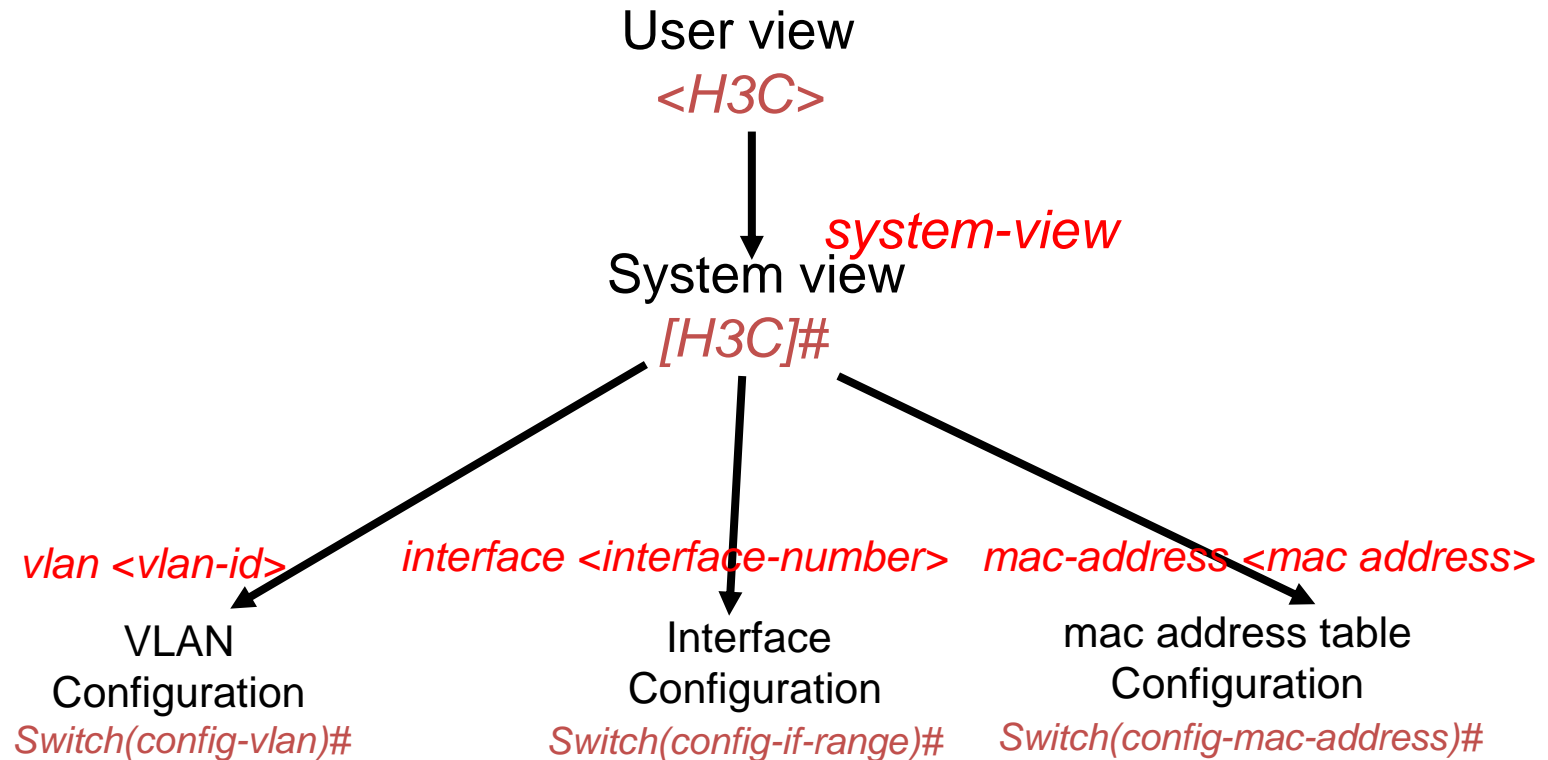 User view
<H3C>
system-view
System view
[H3C]#
vlan <vlan-id>
interface <interface-number>
mac-address <mac address>
VLAN
Configuration
Switch(config-vlan)#
Interface
Configuration
Switch(config-if-range)#
mac address table
Configuration
Switch(config-mac-address)#